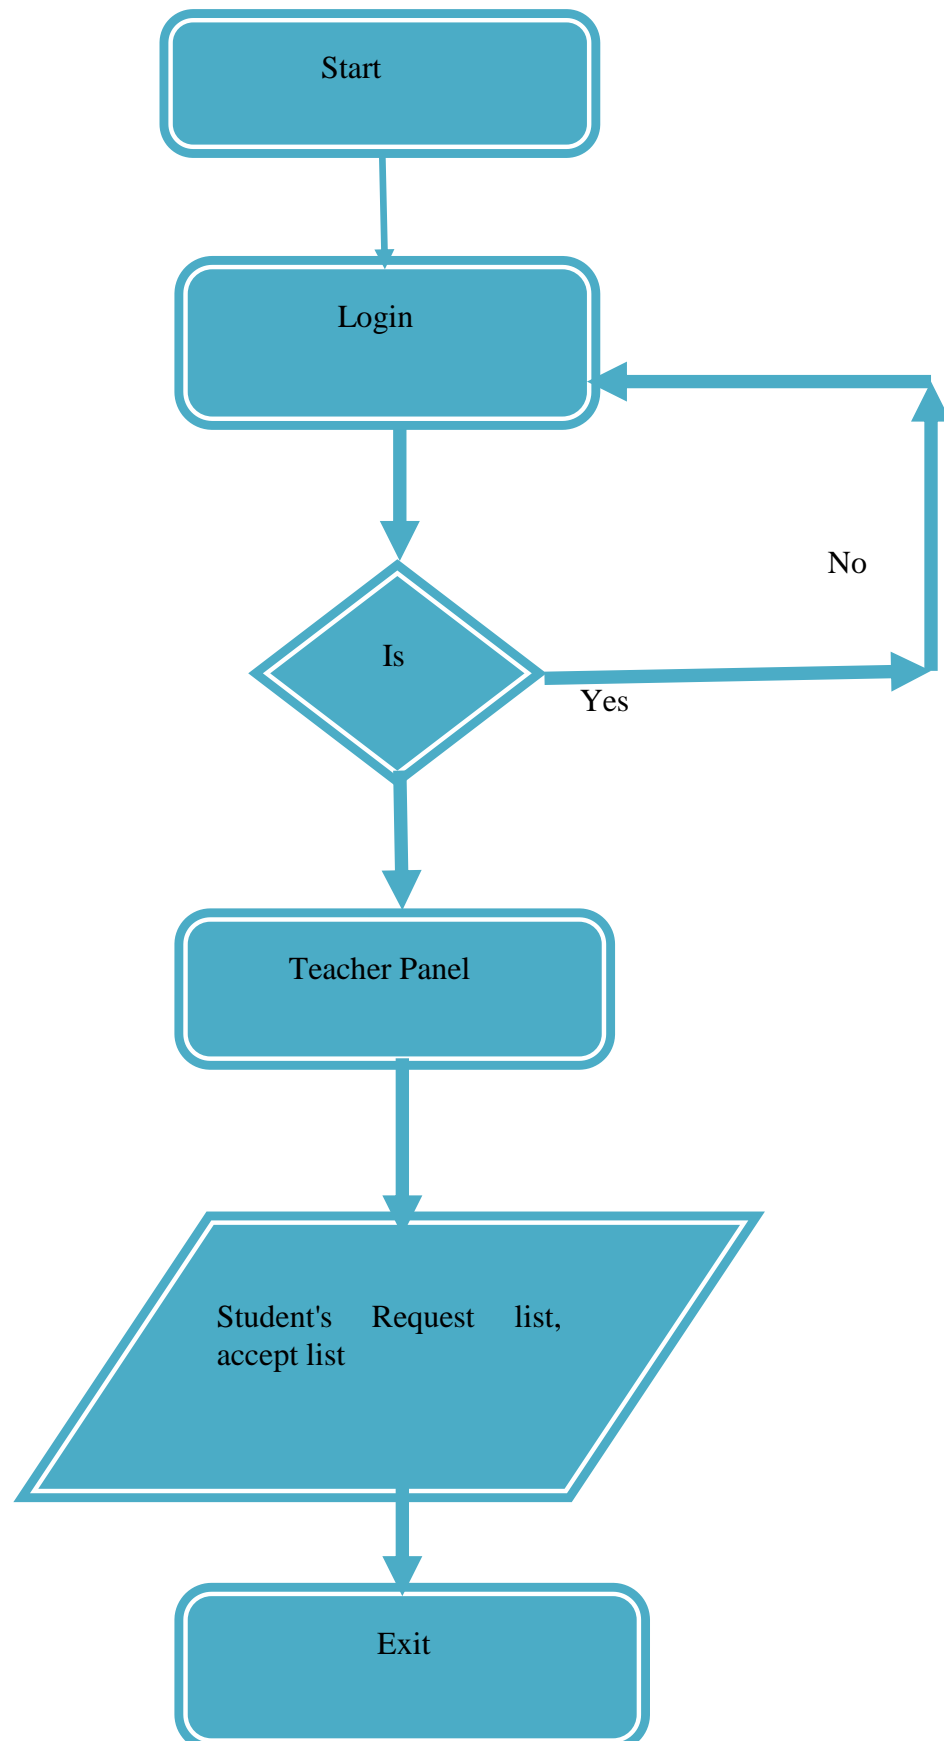 Start
Login
No
Is
Yes
Teacher Panel
Student's Request list,
accept list
Exit